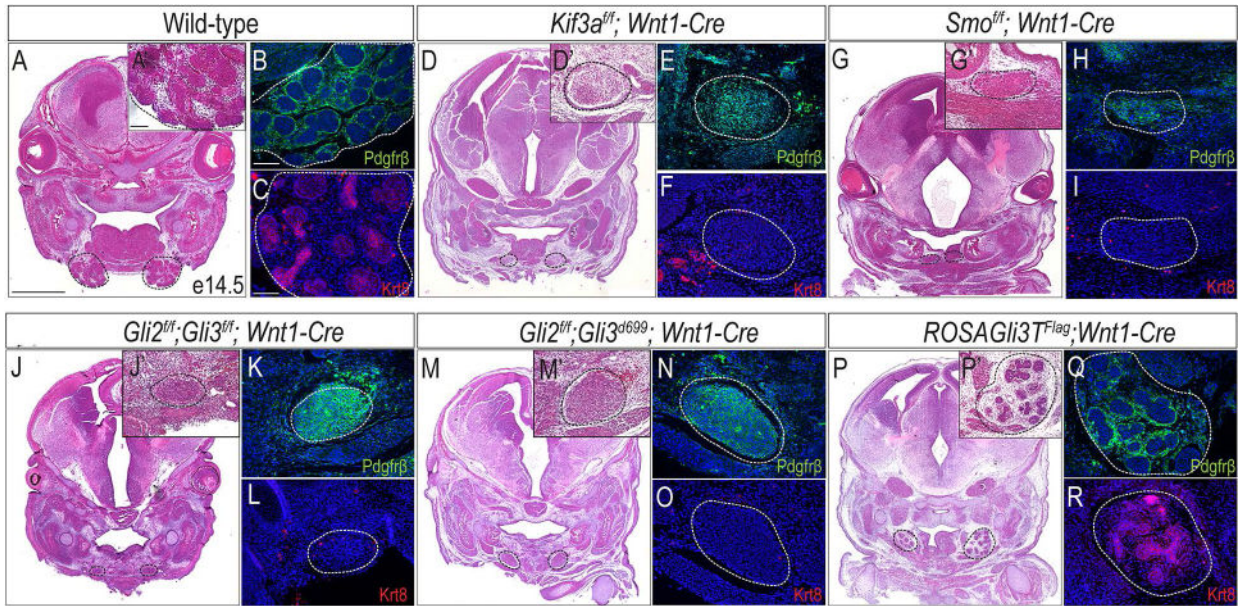 Wild-type
Kif3a^f/f; Wnt1-Cre
Smo^f/f; Wnt1-Cre
A
A'
B
D
D'
E
G
G'
H
Pdgfrβ
Pdgfrβ
Pdgfrβ
C
F
I
e14.5
Krt8
Krt8
Krt8
Gli2^f/f;Gli3^f/f; Wnt1-Cre
Gli2^f/f;Gli3^d699; Wnt1-Cre
ROSAGli3T^Flag;Wnt1-Cre
J
J'
K
M
M'
N
P
P'
Q
Pdgfrβ
Pdgfrβ
Pdgfrβ
L
O
R
Krt8
Krt8
Krt8